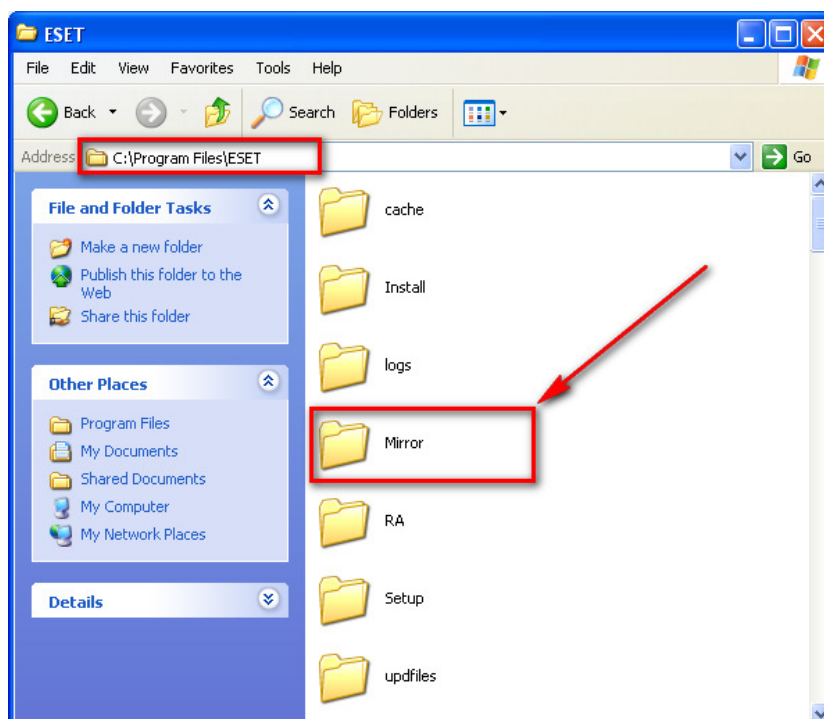 ESET
File Edit View Favorites Tools Help
Back Search Folders
Address C:\Program Files\ESET Go
File and Folder Tasks
Make a new folder
Publish this folder to the
Web
Share this folder
Other Places
Program Files
My Documents
Shared Documents
My Computer
My Network Places
Details
cache
Install
logs
Mirror
RA
Setup
updfiles